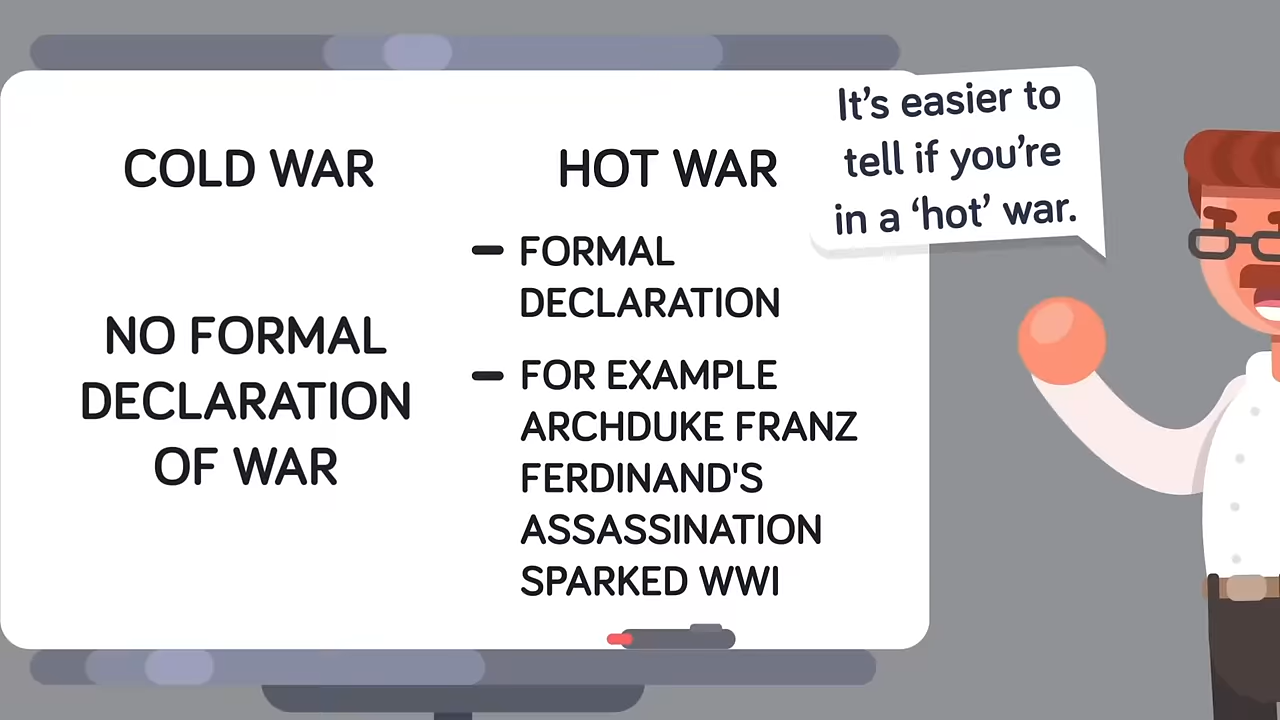 COLD WAR
NO FORMAL
DECLARATION
OF WAR
HOT WAR
– FORMAL
DECLARATION
– FOR EXAMPLE
ARCHDUKE FRANZ
FERDINAND'S
ASSASSINATION
SPARKED WWI
It’s easier to
tell if you’re
in a ‘hot’ war.